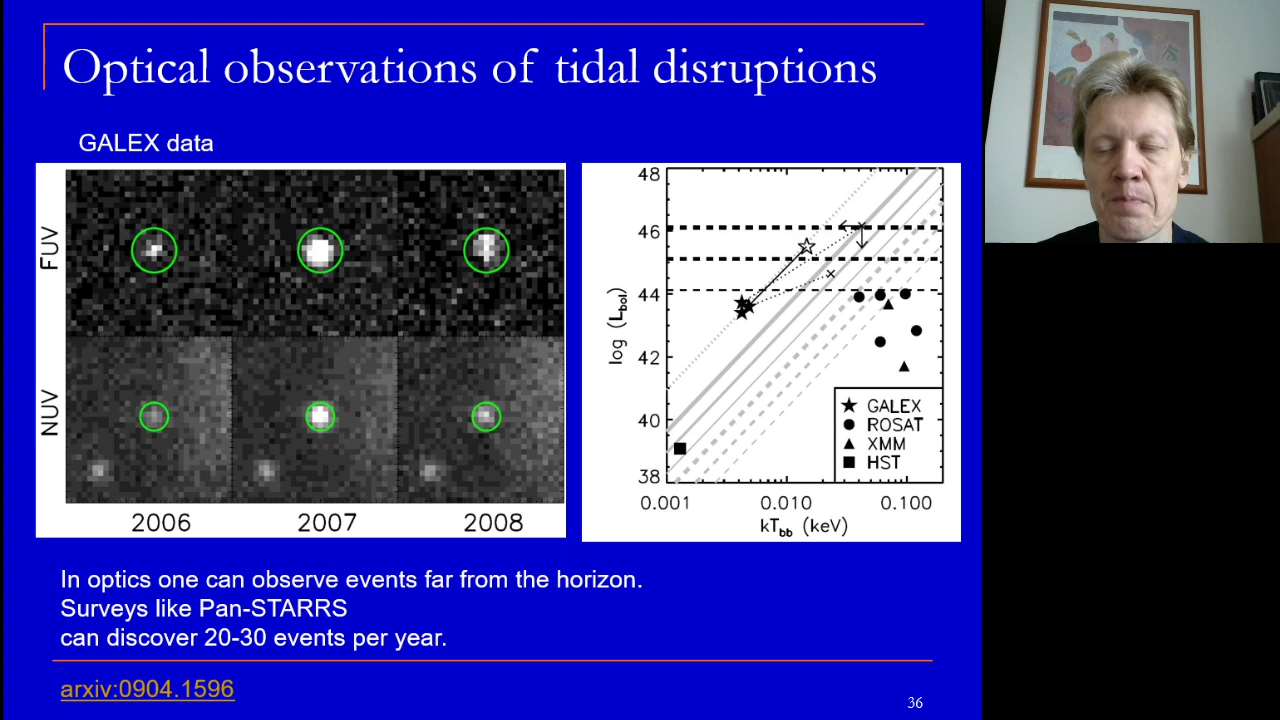 Optical observations of tidal disruptions
GALEX data
FUV
NUV
2006 2007 2008
48
46
44
42
40
38
log (Lbol)
GALEX
ROSAT
XMM
HST
0.001 0.010 0.100
kTbb (keV)
In optics one can observe events far from the horizon.
Surveys like Pan-STARRS
can discover 20-30 events per year.
arxiv:0904.1596
36